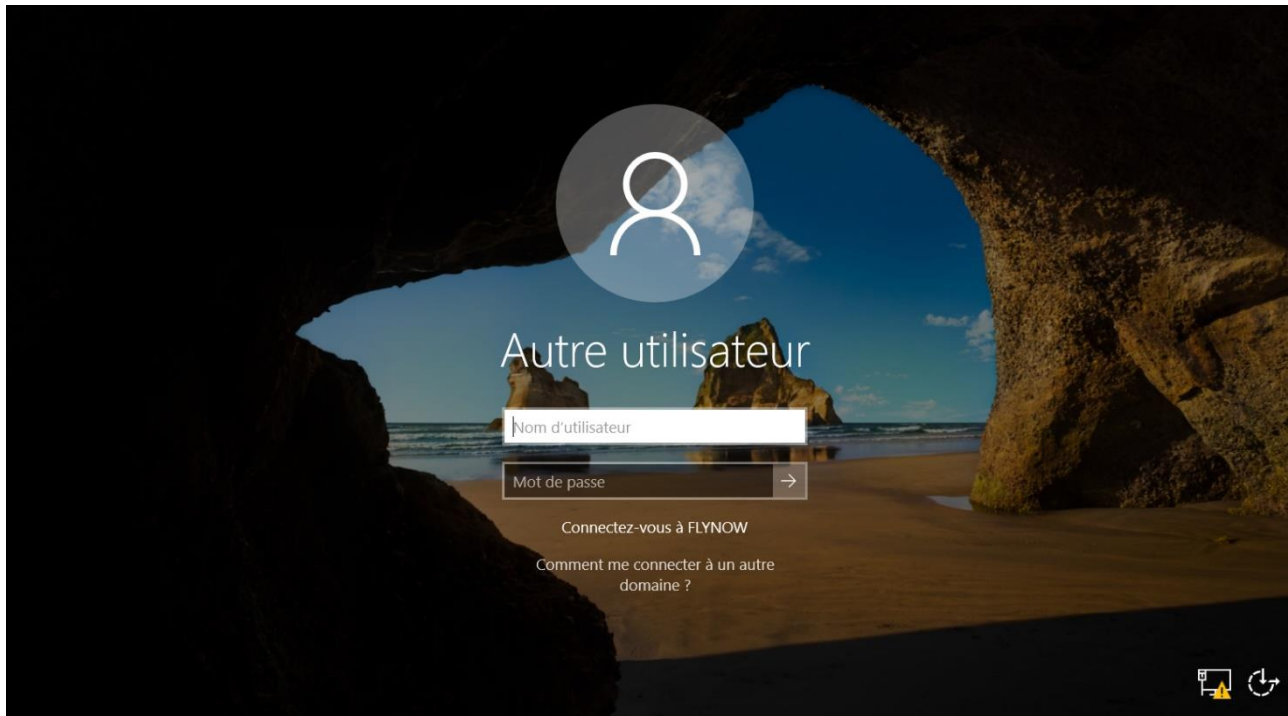 Autre utilisateur
Nom d'utilisateur
Mot de passe
Connectez-vous à FLYNOW
Comment me connecter à un autre
domaine ?